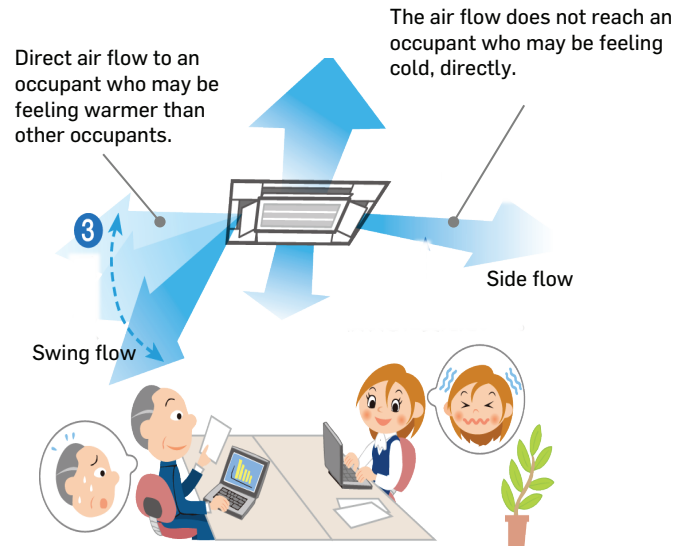 Direct air flow to an
occupant who may be
feeling warmer than
other occupants.
The air flow does not reach an
occupant who may be feeling
cold, directly.
3
Side flow
Swing flow